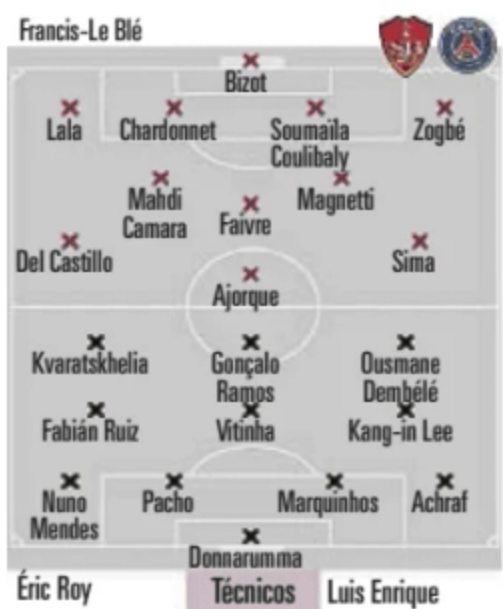 Francis-Le Blé
Bizot
Lala Chardonnet Soumaïla Zogbé
Coulibaly
Mahdi Magnetti
Camara Faivre
Del Castillo Sima
Ajorque
Kvaratskhelia Gonçalo Ousmane
Ramos Dembélé
Fabián Ruiz Vitinha Kang-in Lee
Nuno Pacho Marquinhos Achraf
Mendes
Donnarumma
Éric Roy Técnicos Luis Enrique